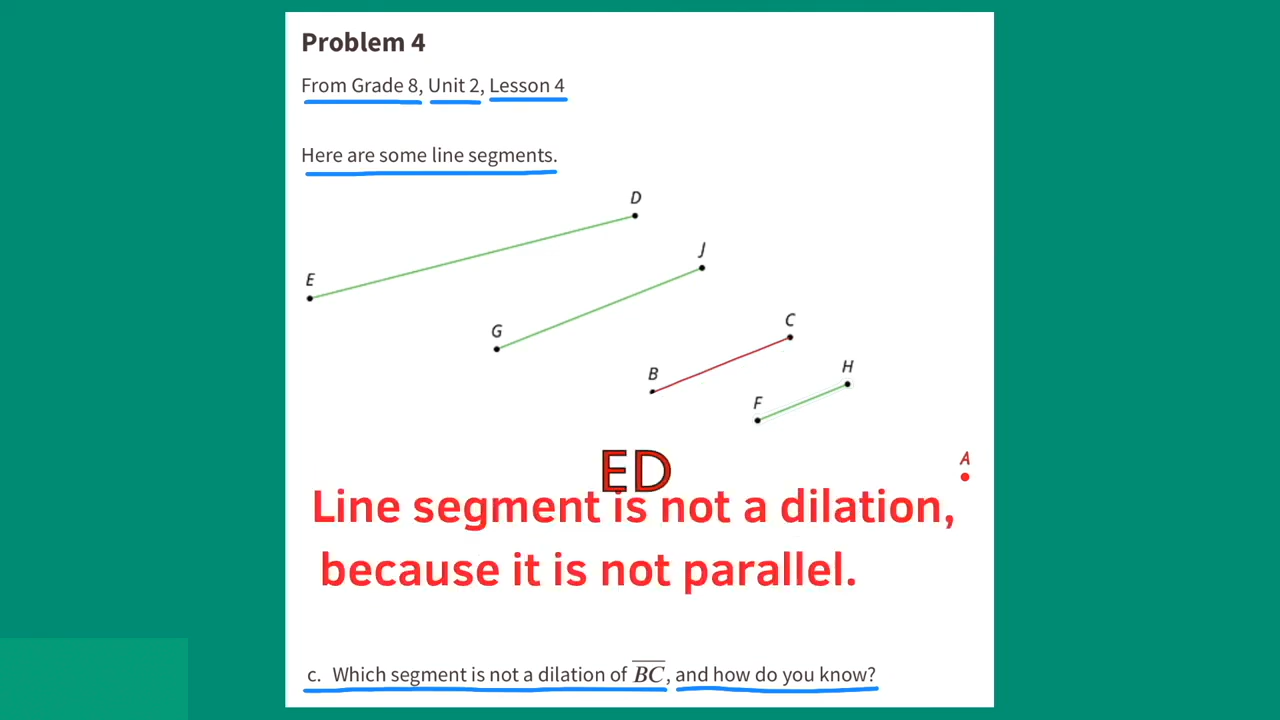 Problem 4
From Grade 8, Unit 2, Lesson 4
Here are some line segments.
D
J
E
G
C
H
B
F
A
ED
Line segment is not a dilation,
because it is not parallel.
c. Which segment is not a dilation of BC, and how do you know?